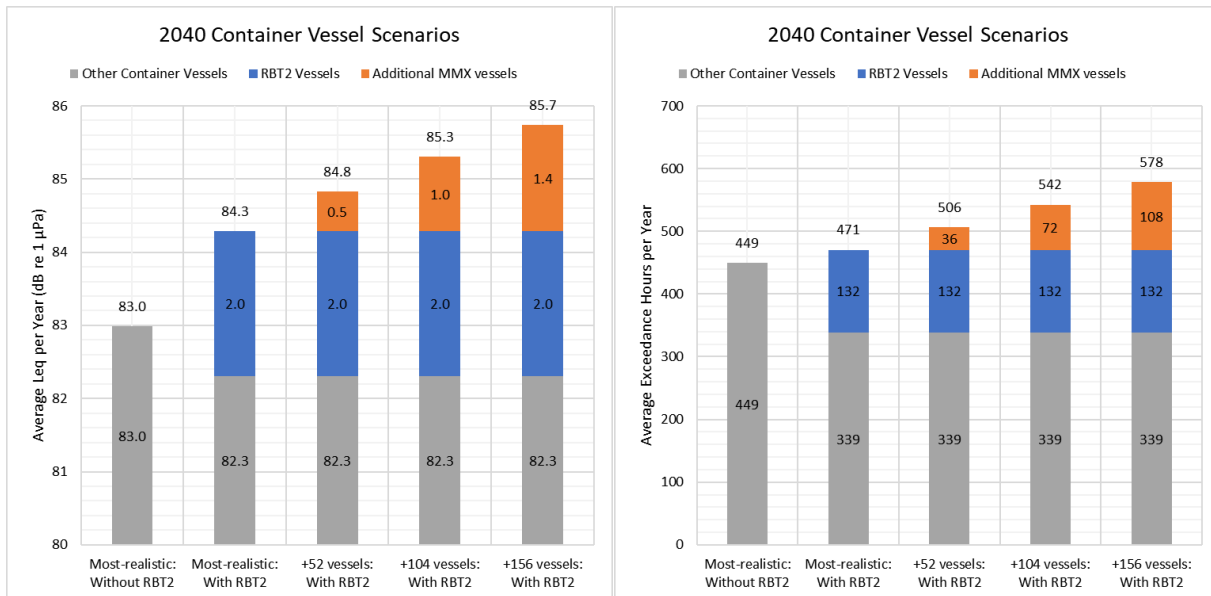 2040 Container Vessel Scenarios
Other Container Vessels RBT2 Vessels Additional MMX vessels
Average Leq per Year (dB re 1 µPa)
86
85
84
83
82
81
80
83.0
84.3
84.8
85.3
85.7
0.5
1.0
1.4
2.0
2.0
2.0
2.0
83.0
82.3
82.3
82.3
82.3
Most-realistic:
Without RBT2
Most-realistic:
With RBT2
+52 vessels:
With RBT2
+104 vessels:
With RBT2
+156 vessels:
With RBT2
2040 Container Vessel Scenarios
Other Container Vessels RBT2 Vessels Additional MMX vessels
Average Exceedance Hours per Year
700
600
500
400
300
200
100
0
449
471
506
542
578
36
72
108
132
132
132
132
449
339
339
339
339
Most-realistic:
Without RBT2
Most-realistic:
With RBT2
+52 vessels:
With RBT2
+104 vessels:
With RBT2
+156 vessels:
With RBT2